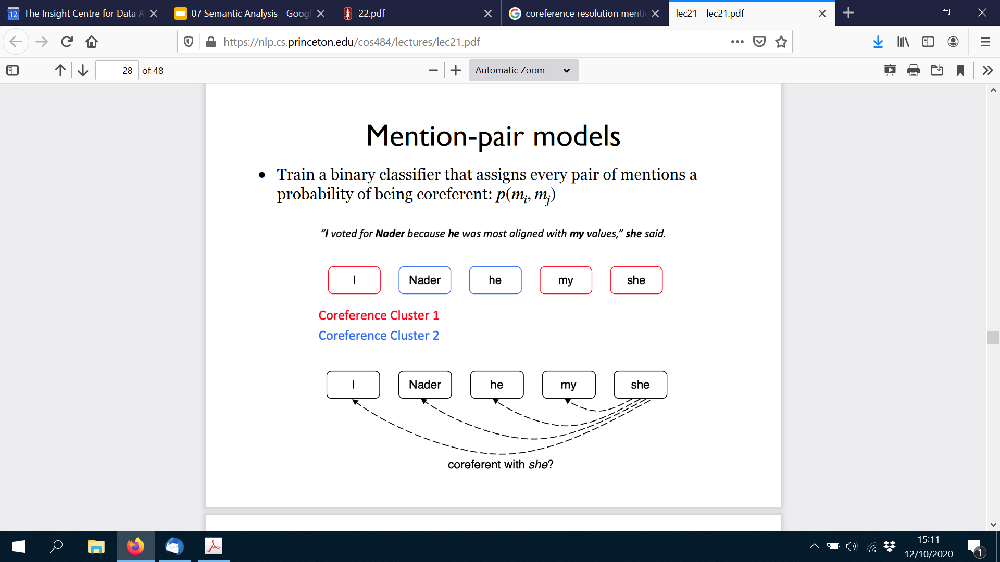 The Insight Centre for Data A
07 Semantic Analysis - Googl
22.pdf
coreference resolution menti
lec21 - lec21.pdf
https://nlp.cs.princeton.edu/cos484/lectures/lec21.pdf
28 of 48
Automatic Zoom
Mention-pair models
• Train a binary classifier that assigns every pair of mentions a
probability of being coreferent: p(mᵢ, mⱼ)
“I voted for Nader because he was most aligned with my values,” she said.
I Nader he my she
Coreference Cluster 1
Coreference Cluster 2
I Nader he my she
coreferent with she?
15:11
12/10/2020
1